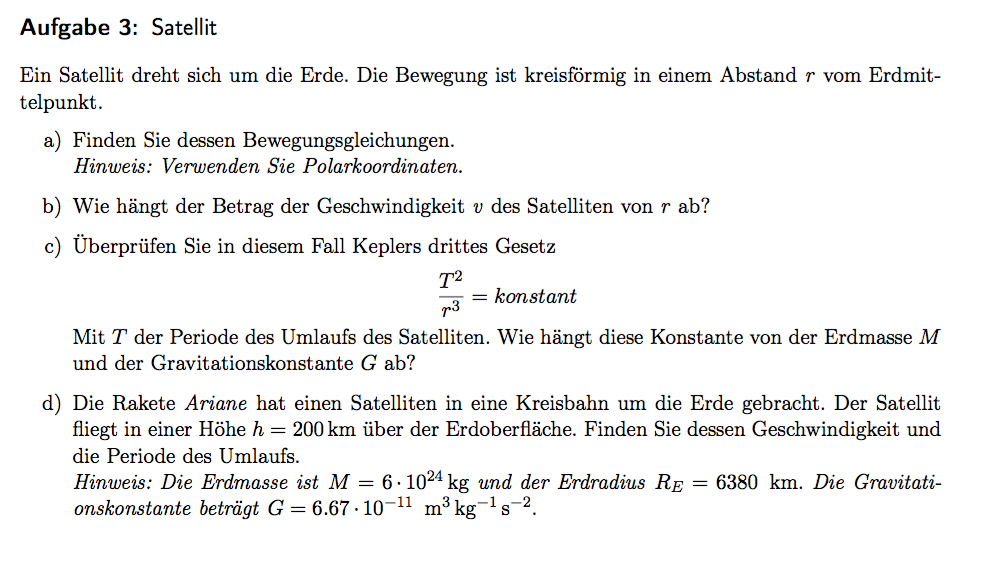 Aufgabe 3: Satellit
Ein Satellit dreht sich um die Erde. Die Bewegung ist kreisförmig in einem Abstand r vom Erdmit-
telpunkt.
a) Finden Sie dessen Bewegungsgleichungen.
Hinweis: Verwenden Sie Polarkoordinaten.
b) Wie hängt der Betrag der Geschwindigkeit v des Satelliten von r ab?
c) Überprüfen Sie in diesem Fall Keplers drittes Gesetz
T²/r³ = konstant
Mit T der Periode des Umlaufs des Satelliten. Wie hängt diese Konstante von der Erdmasse M
und der Gravitationskonstante G ab?
d) Die Rakete Ariane hat einen Satelliten in eine Kreisbahn um die Erde gebracht. Der Satellit
fliegt in einer Höhe h = 200 km über der Erdoberfläche. Finden Sie dessen Geschwindigkeit und
die Periode des Umlaufs.
Hinweis: Die Erdmasse ist M = 6 · 10²⁴ kg und der Erdradius R_E = 6380 km. Die Gravitati-
onskonstante beträgt G = 6.67 · 10⁻¹¹ m³ kg⁻¹ s⁻².